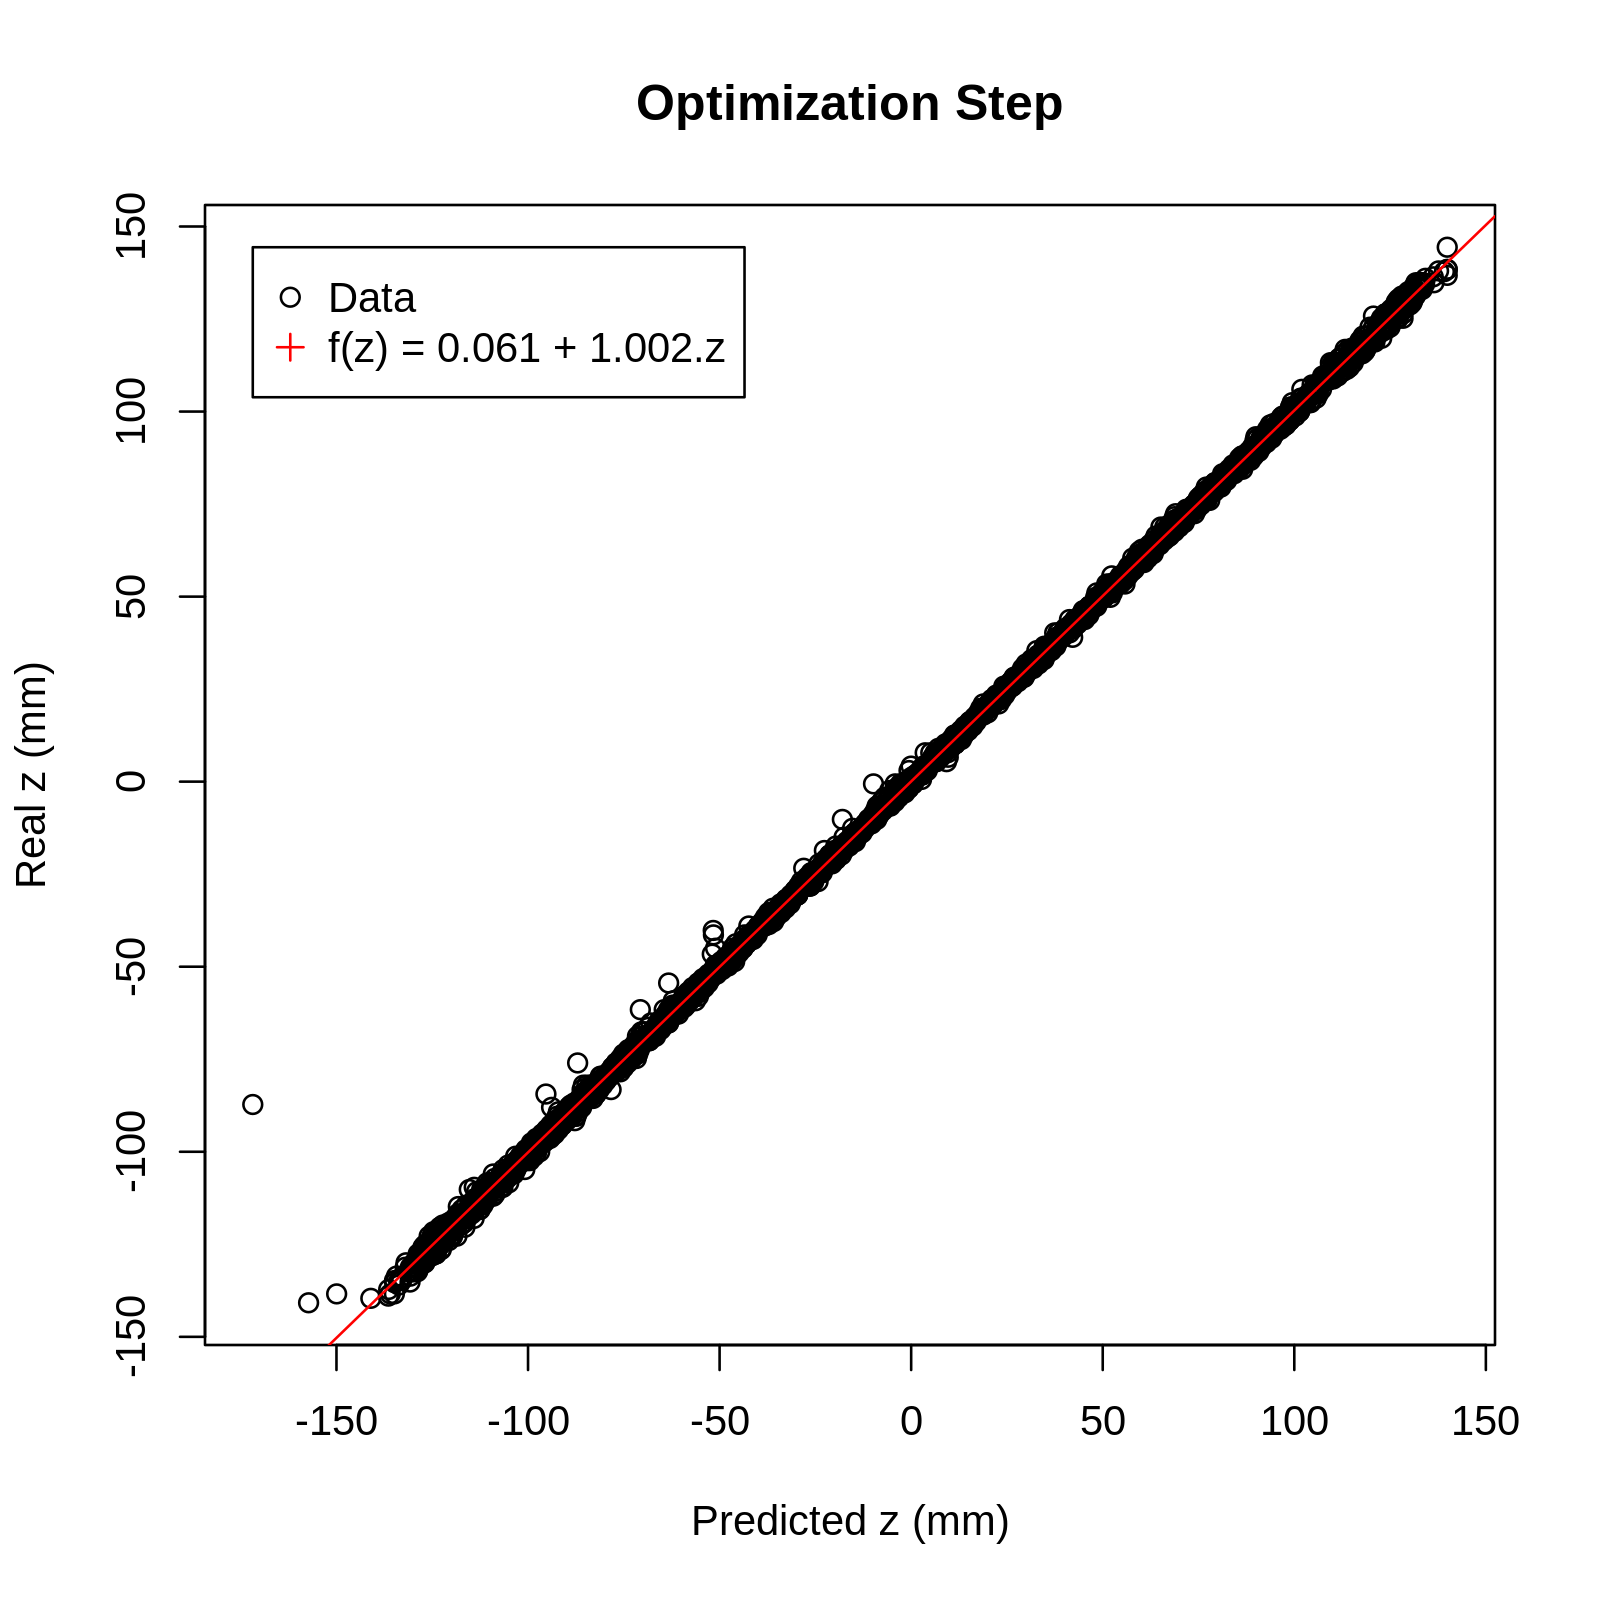 Optimization Step
Data
f(z) = 0.061 + 1.002.z
Real z (mm)
150
100
50
0
-50
-100
-150
-150 -100 -50 0 50 100 150
Predicted z (mm)